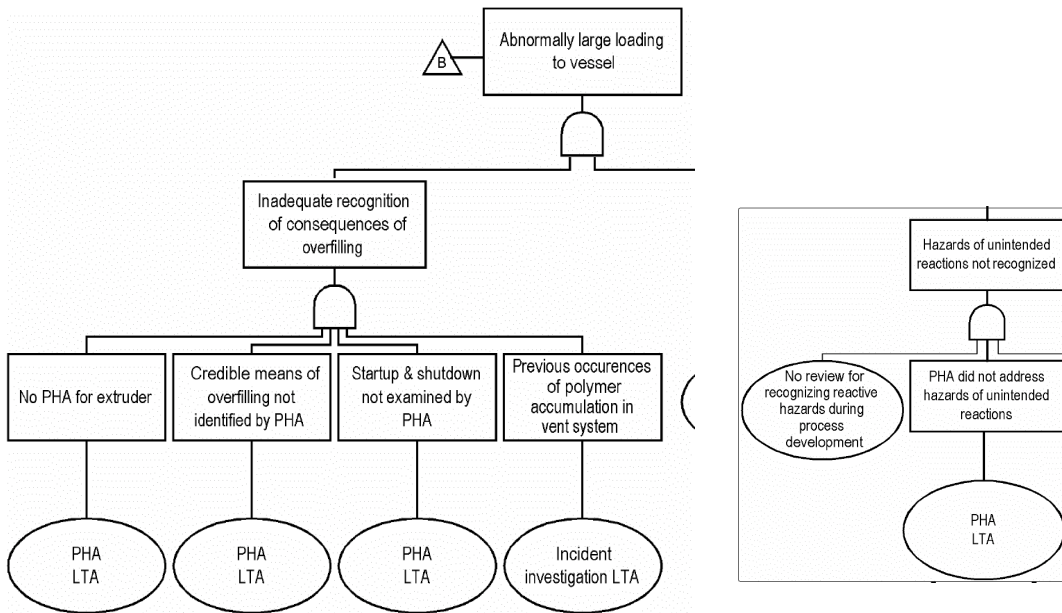 Abnormally large loading
to vessel
B
Inadequate recognition
of consequences of
overfilling
No PHA for extruder
Credible means of
overfilling not
identified by PHA
Startup & shutdown
not examined by
PHA
Previous occurences
of polymer
accumulation in
vent system
PHA
LTA
PHA
LTA
PHA
LTA
Incident
investigation LTA
Hazards of unintended
reactions not recognized
No review for
recognizing reactive
hazards during
process
development
PHA did not address
hazards of unintended
reactions
PHA
LTA